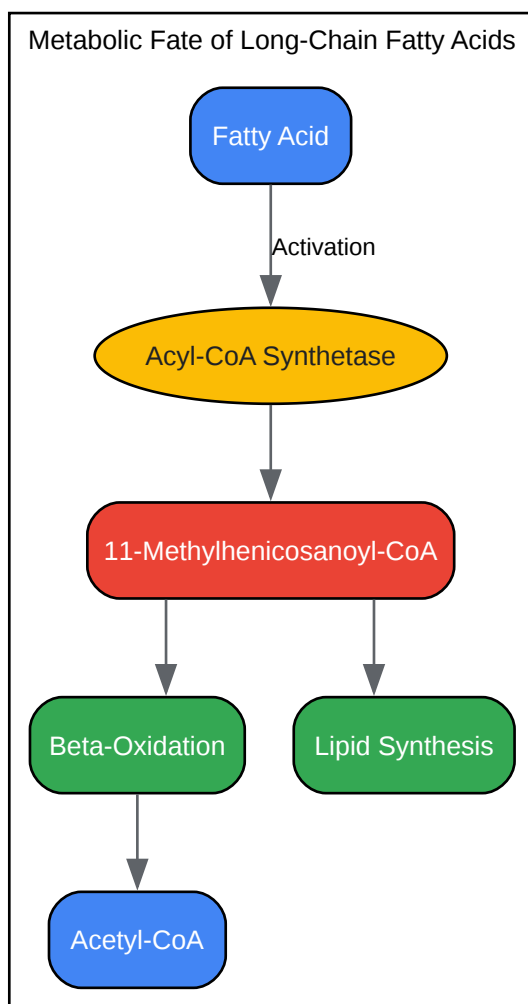 Metabolic Fate of Long-Chain Fatty Acids
Fatty Acid
Activation
Acyl-CoA Synthetase
11-Methylhenicosanoyl-CoA
Beta-Oxidation
Lipid Synthesis
Acetyl-CoA